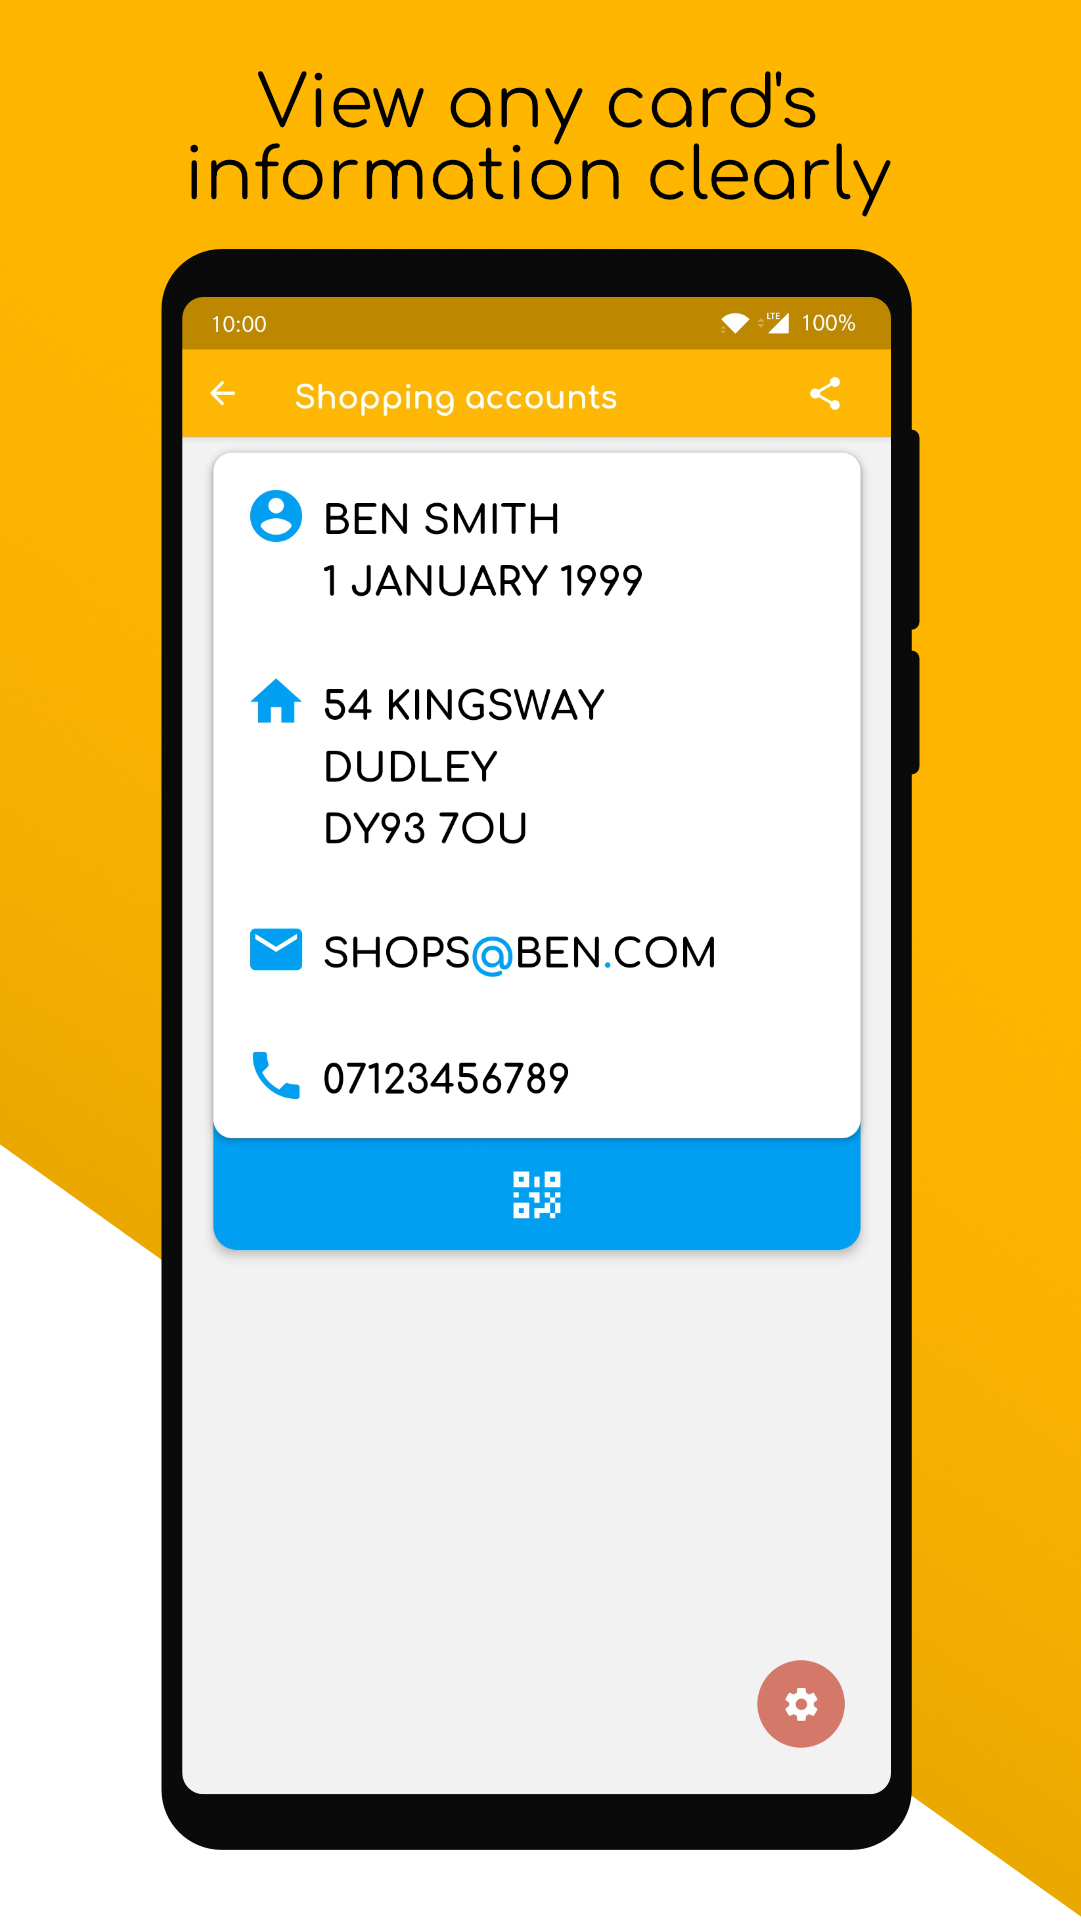 View any card's
information clearly
10:00
LTE 100%
Shopping accounts
BEN SMITH
1 JANUARY 1999
54 KINGSWAY
DUDLEY
DY93 7OU
SHOPS@BEN.COM
07123456789